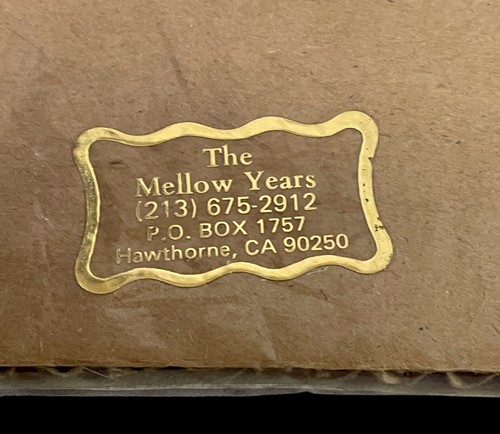 The
Mellow Years
(213) 675-2912
P.O. BOX 1757
Hawthorne, CA 90250